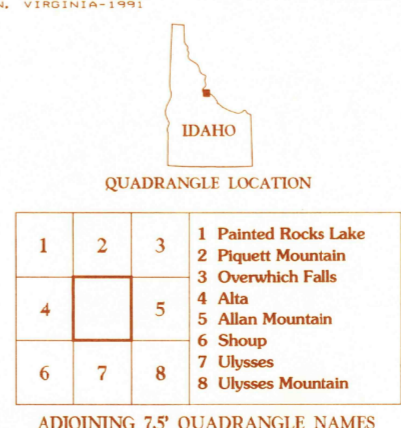 N, VIRGINIA-1991
IDAHO
QUADRANGLE LOCATION
1 2 3
4 5
6 7 8
1 Painted Rocks Lake
2 Piquett Mountain
3 Overwhich Falls
4 Alta
5 Allan Mountain
6 Shoup
7 Ulysses
8 Ulysses Mountain
ADJOINING 7.5' QUADRANGLE NAMES